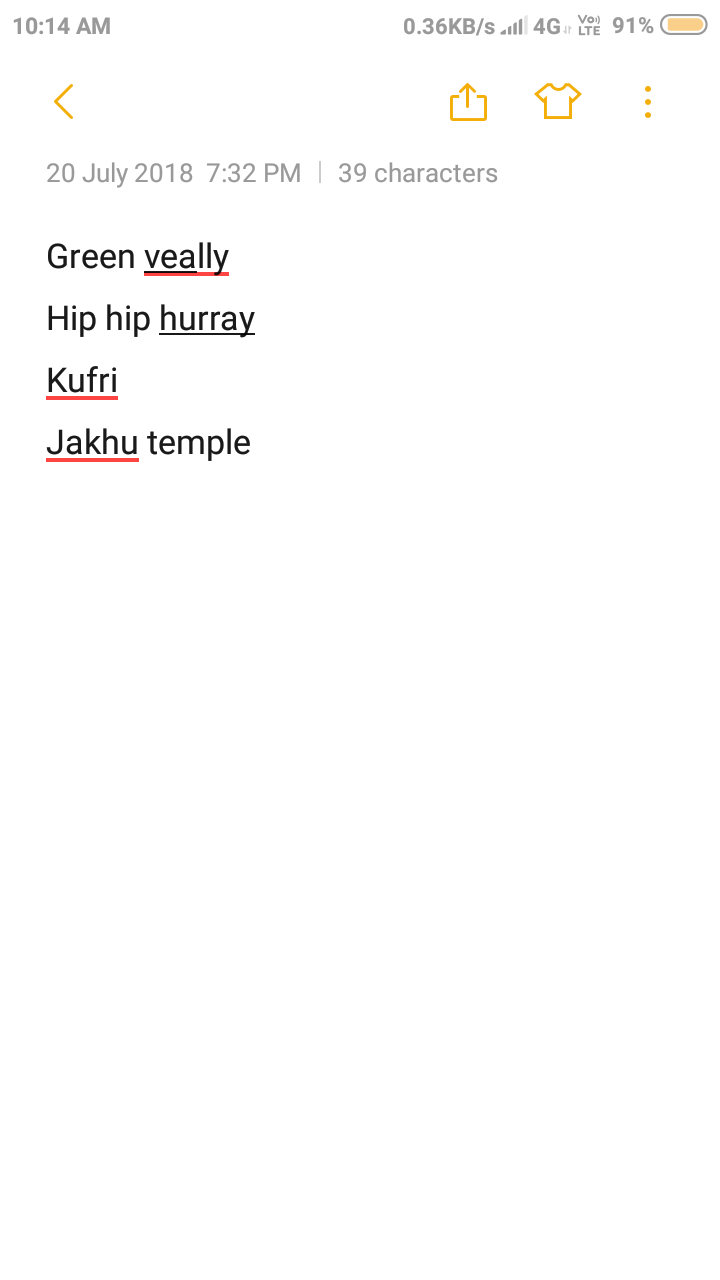 10:14 AM 0.36KB/s 4G Vo)) LTE 91%
20 July 2018 7:32 PM | 39 characters
Green veally
Hip hip hurray
Kufri
Jakhu temple